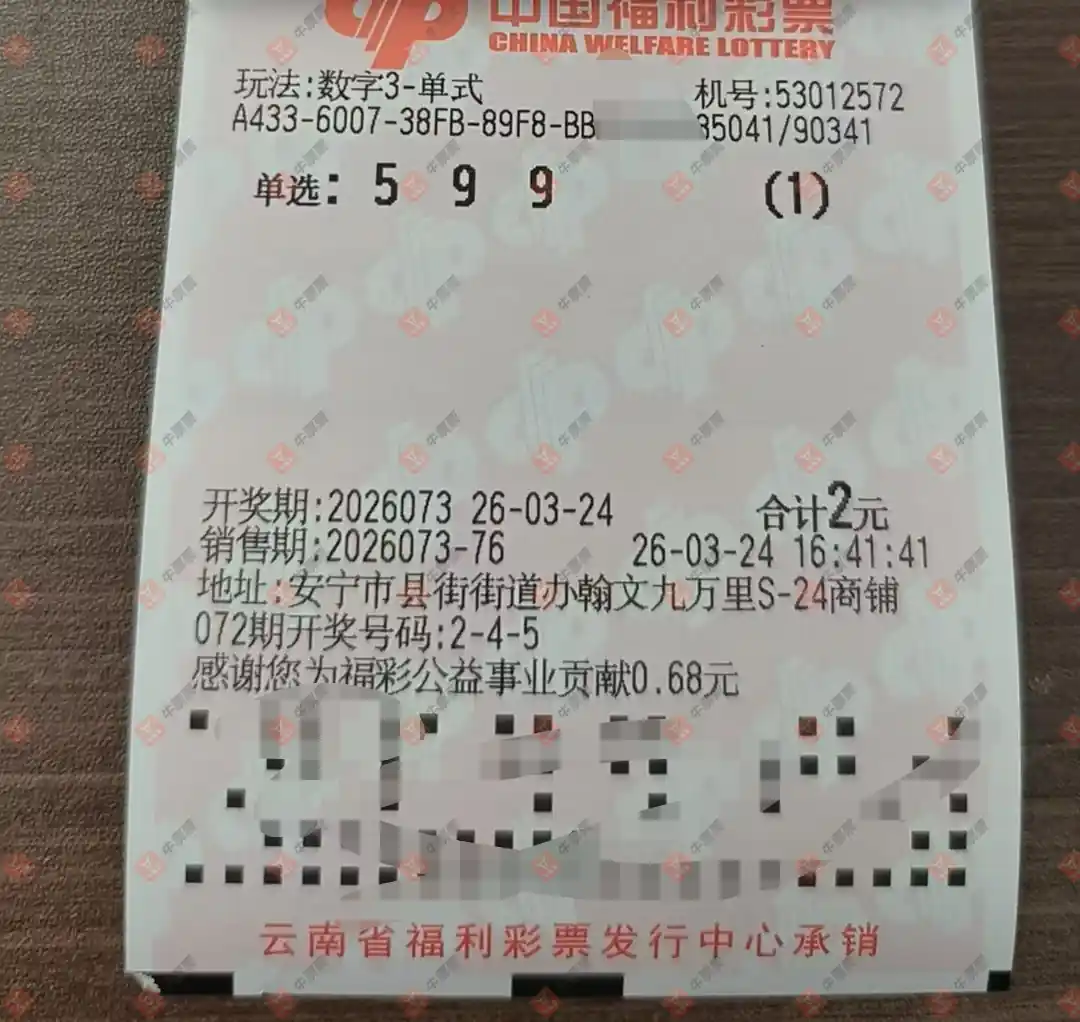 中国福利彩票
CHINA WELFARE LOTTERY
玩法:数字3-单式 机号:53012572
A433-6007-38FB-89F8-BB 85041/90341
单选: 5 9 9 (1)
开奖期:2026073 26-03-24 合计2元
销售期:2026073-76 26-03-24 16:41:41
地址:安宁市县街街道办翰文九万里S-24商铺
072期开奖号码:2-4-5
感谢您为福彩公益事业贡献0.68元
云南省福利彩票发行中心承销
牛票票